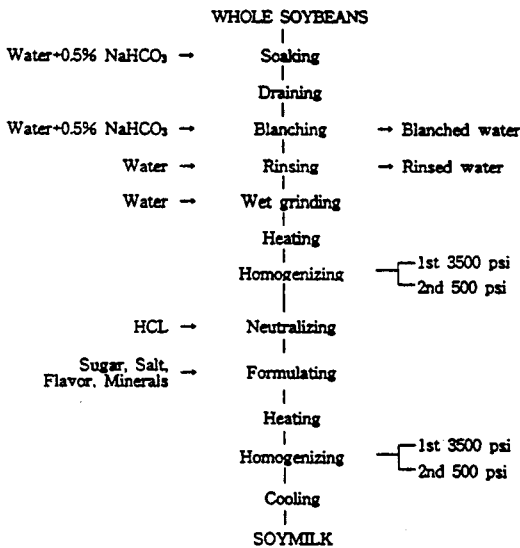 WHOLE SOYBEANS
Water+0.5% NaHCO₃ → Soaking
Draining
Water+0.5% NaHCO₃ → Blanching → Blanched water
Water → Rinsing → Rinsed water
Water → Wet grinding
Heating
1st 3500 psi
Homogenizing
2nd 500 psi
HCL → Neutralizing
Sugar, Salt,
Flavor, Minerals → Formulating
Heating
1st 3500 psi
Homogenizing
2nd 500 psi
Cooling
SOYMILK